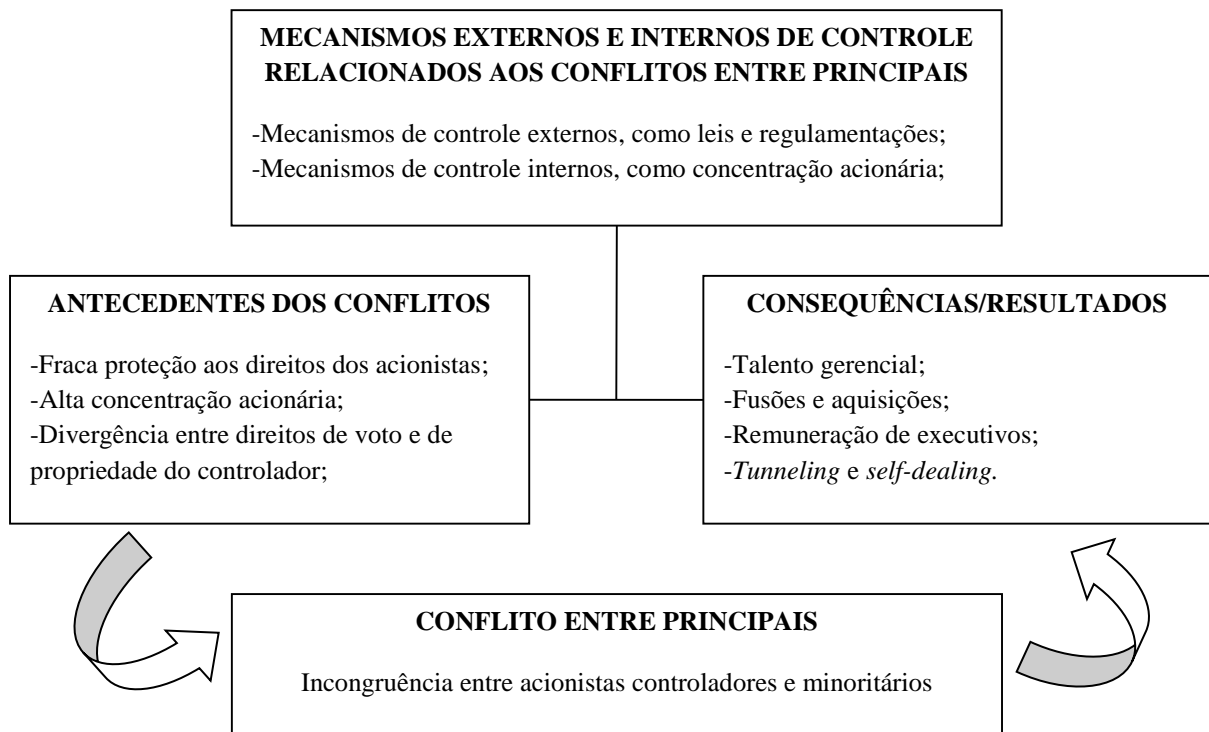 MECANISMOS EXTERNOS E INTERNOS DE CONTROLE
RELACIONADOS AOS CONFLITOS ENTRE PRINCIPAIS
-Mecanismos de controle externos, como leis e regulamentações;
-Mecanismos de controle internos, como concentração acionária;
ANTECEDENTES DOS CONFLITOS
-Fraca proteção aos direitos dos acionistas;
-Alta concentração acionária;
-Divergência entre direitos de voto e de
propriedade do controlador;
CONSEQUÊNCIAS/RESULTADOS
-Talento gerencial;
-Fusões e aquisições;
-Remuneração de executivos;
-Tunneling e self-dealing.
CONFLITO ENTRE PRINCIPAIS
Incongruência entre acionistas controladores e minoritários